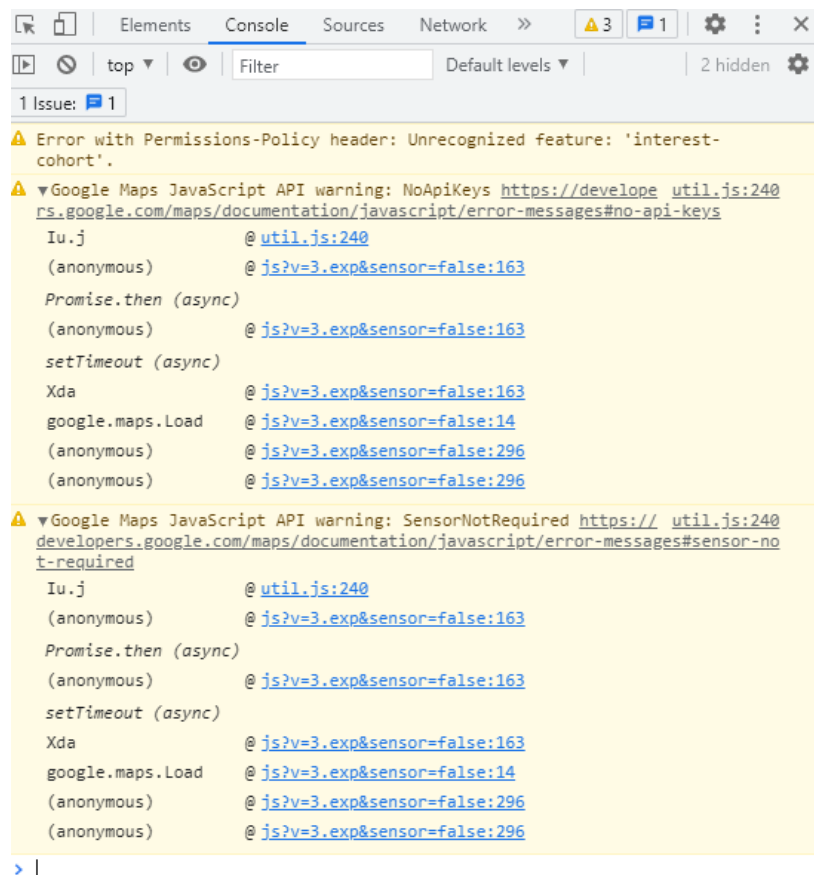 Elements Console Sources Network » 3 1
top ▼ Filter Default levels ▼ 2 hidden
1 Issue: 1
Error with Permissions-Policy header: Unrecognized feature: 'interest-
cohort'.
▼Google Maps JavaScript API warning: NoApiKeys https://develope util.js:240
rs.google.com/maps/documentation/javascript/error-messages#no-api-keys
Iu.j @ util.js:240
(anonymous) @ js?v=3.exp&sensor=false:163
Promise.then (async)
(anonymous) @ js?v=3.exp&sensor=false:163
setTimeout (async)
Xda @ js?v=3.exp&sensor=false:163
google.maps.Load @ js?v=3.exp&sensor=false:14
(anonymous) @ js?v=3.exp&sensor=false:296
(anonymous) @ js?v=3.exp&sensor=false:296
▼Google Maps JavaScript API warning: SensorNotRequired https:// util.js:240
developers.google.com/maps/documentation/javascript/error-messages#sensor-no
t-required
Iu.j @ util.js:240
(anonymous) @ js?v=3.exp&sensor=false:163
Promise.then (async)
(anonymous) @ js?v=3.exp&sensor=false:163
setTimeout (async)
Xda @ js?v=3.exp&sensor=false:163
google.maps.Load @ js?v=3.exp&sensor=false:14
(anonymous) @ js?v=3.exp&sensor=false:296
(anonymous) @ js?v=3.exp&sensor=false:296
>